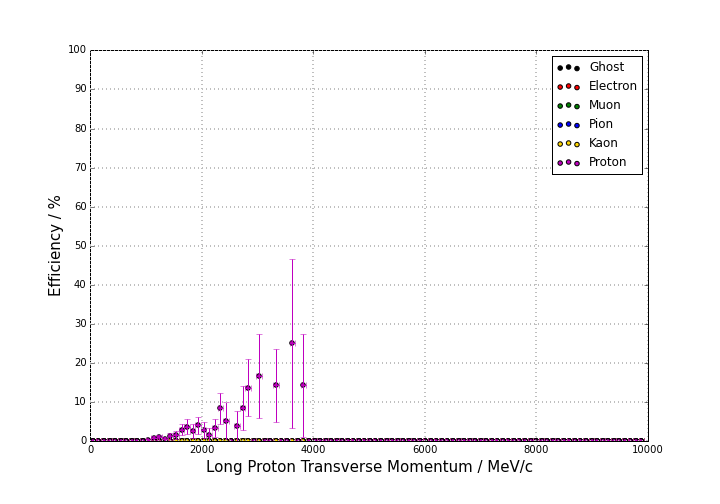 100
90
80
70
60
50
40
30
20
10
0
Efficiency / %
0
2000
4000
6000
8000
10000
Long Proton Transverse Momentum / MeV/c
Ghost
Electron
Muon
Pion
Kaon
Proton